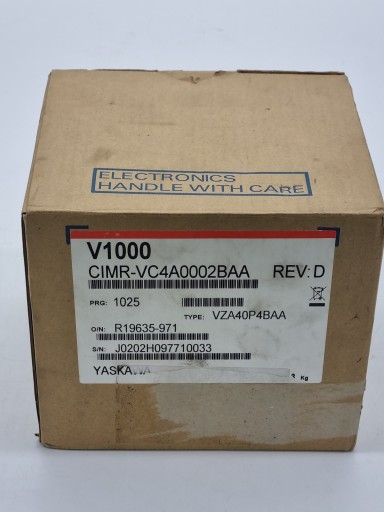 ELECTRONICS
HANDLE WITH CARE
V1000
CIMR-VC4A0002BAA REV: D
PRG: 1025
TYPE: VZA40P4BAA
O/N: R19635-971
S/N: J0202H097710033
YASKAWA
Kg